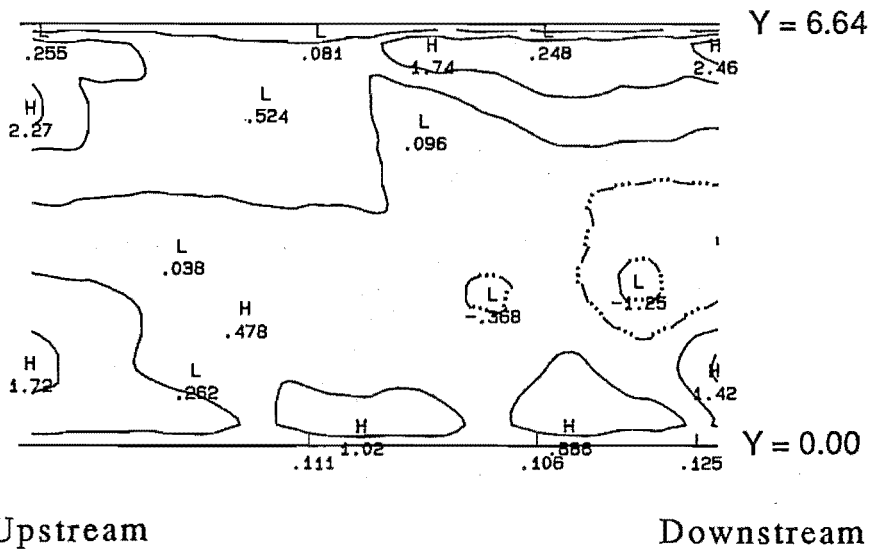 L L L Y = 6.64
.255 .081 H .248 H
1.74 2.46
L
H .524 L
2.27 .096
L
.038 L
L -1.25
H -.368
.478
H L H
1.72 .262 1.42
H H
1.02 .886 Y = 0.00
.111 .106 .125
Upstream Downstream